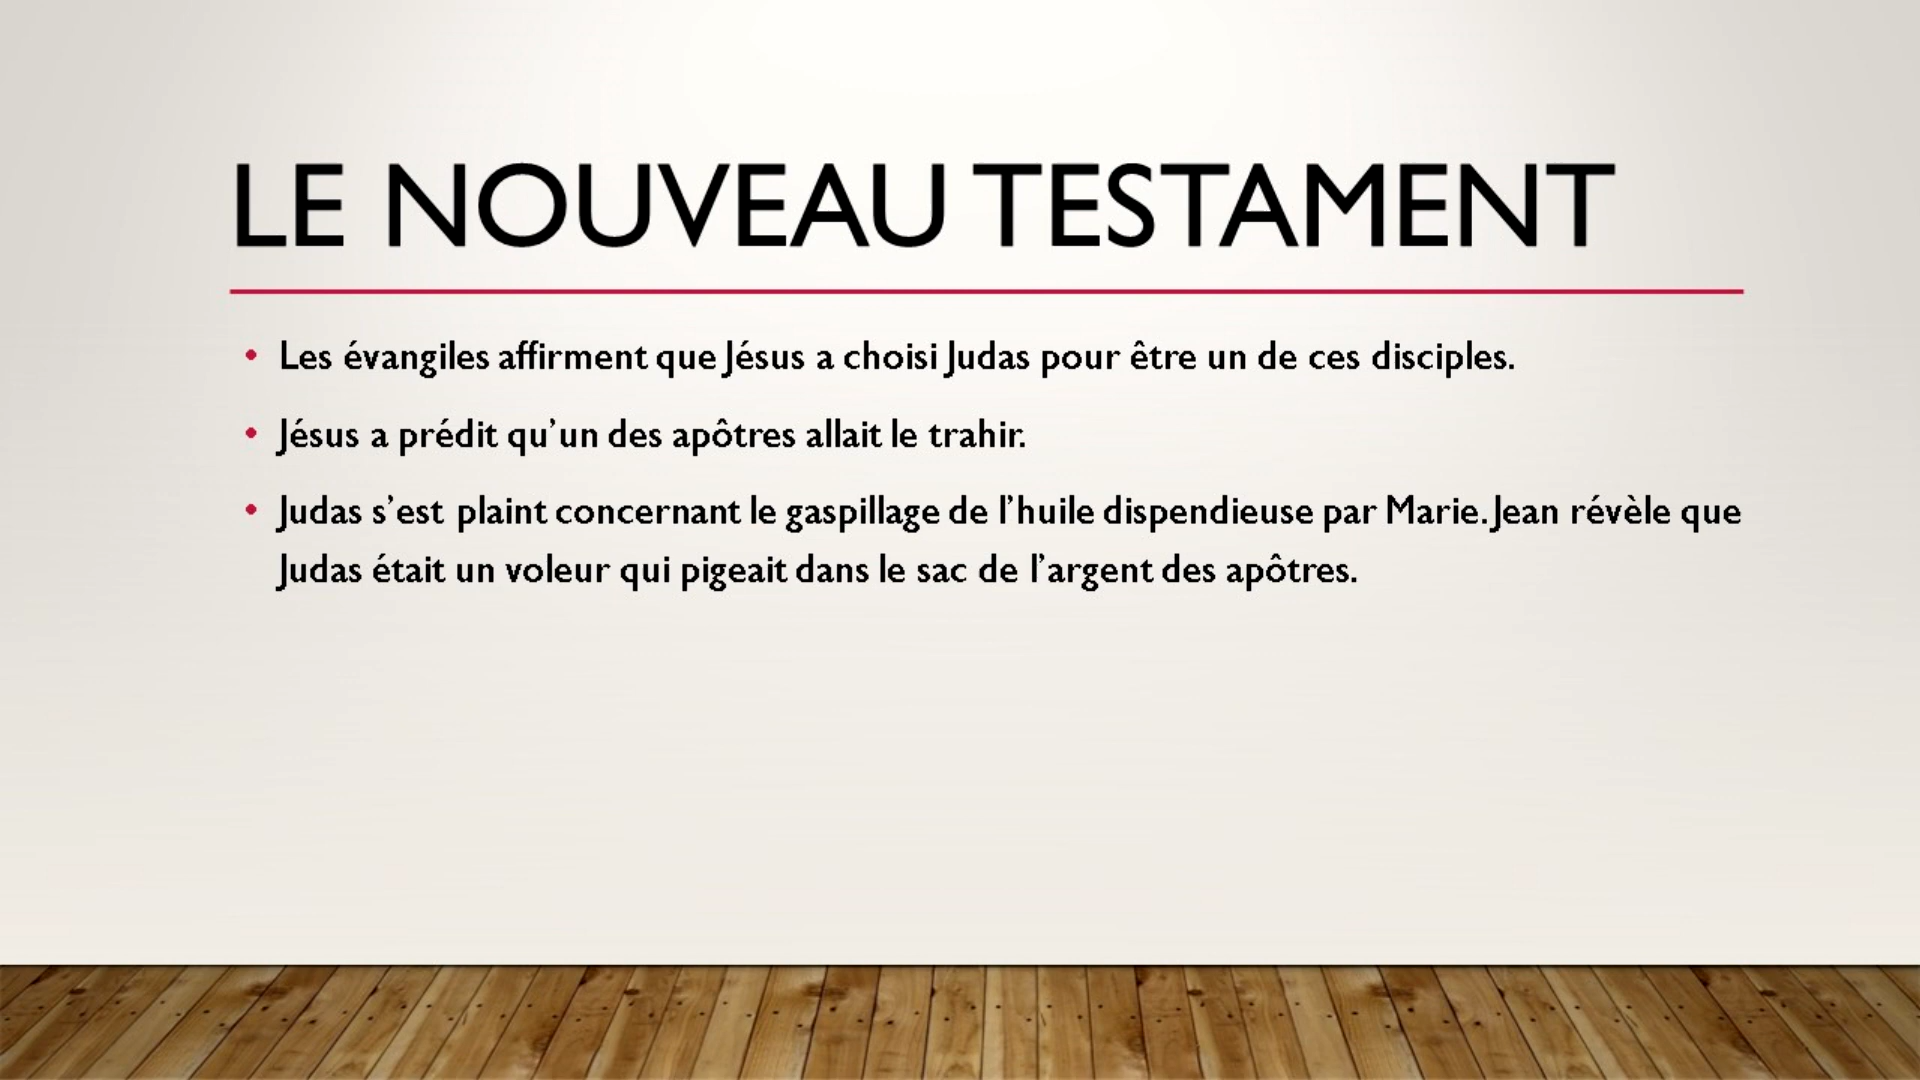 LE NOUVEAU TESTAMENT
• Les évangiles affirment que Jésus a choisi Judas pour être un de ces disciples.
• Jésus a prédit qu’un des apôtres allait le trahir.
• Judas s’est plaint concernant le gaspillage de l’huile dispendieuse par Marie. Jean révèle que
Judas était un voleur qui pigeait dans le sac de l’argent des apôtres.